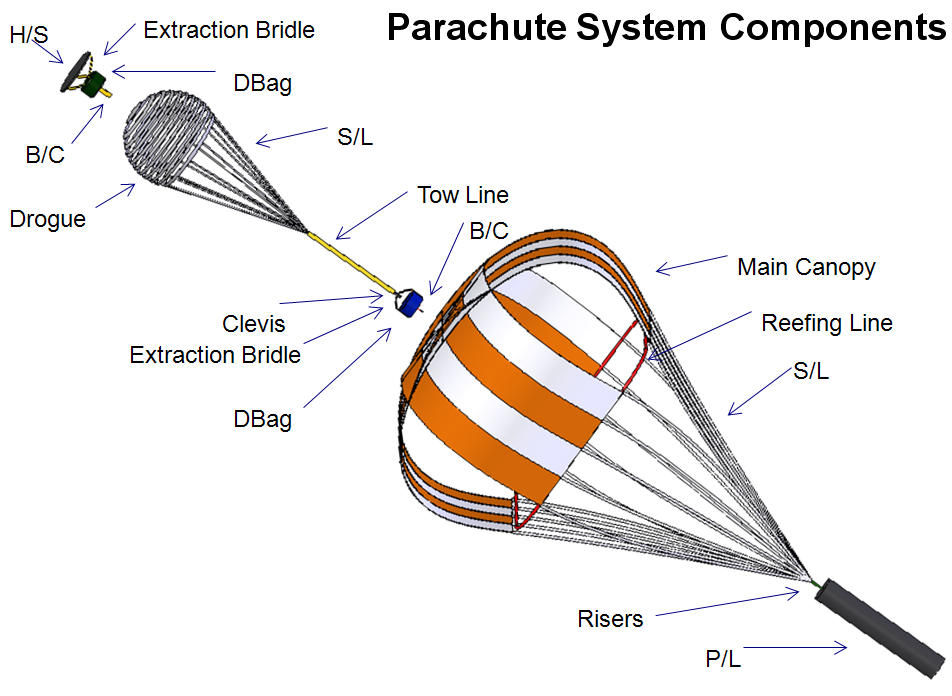 Parachute System Components
H/S
Extraction Bridle
DBag
B/C
S/L
Drogue
Tow Line
B/C
Main Canopy
Clevis
Reefing Line
Extraction Bridle
S/L
DBag
Risers
P/L